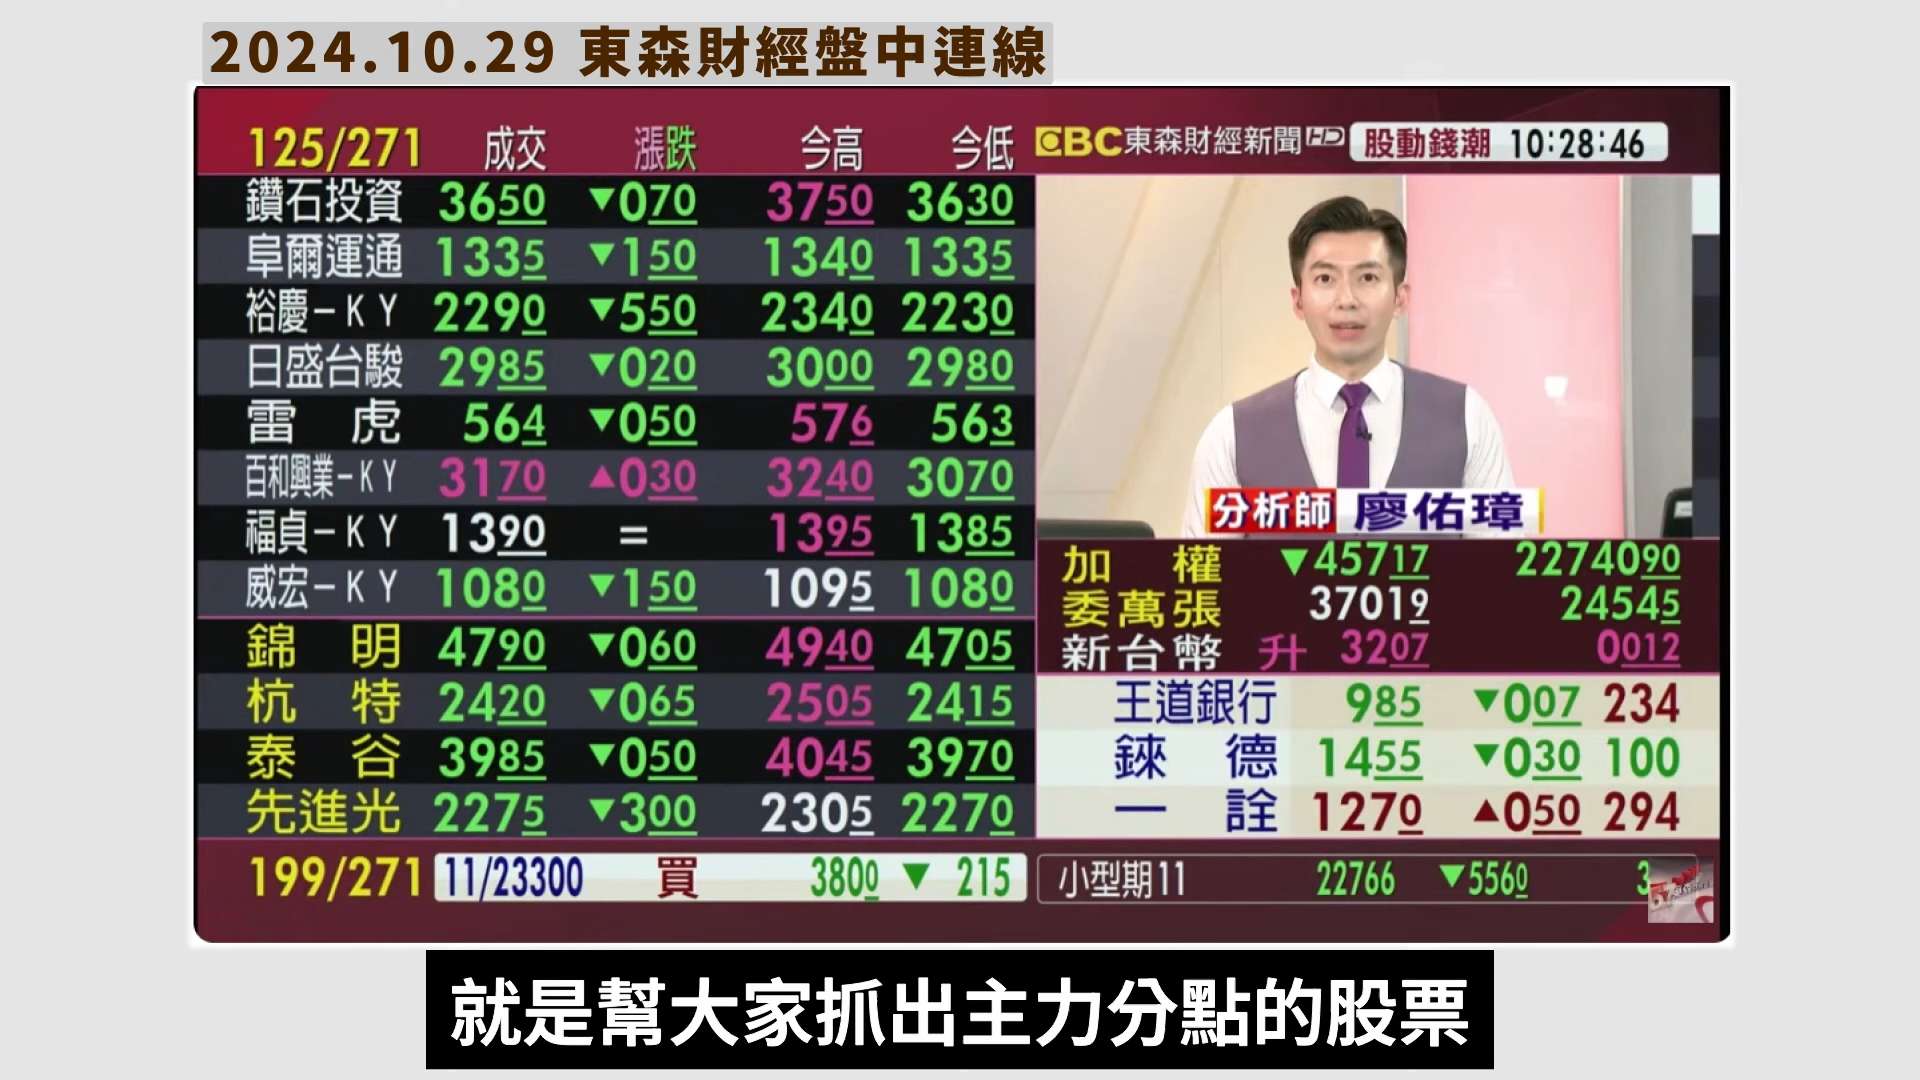 2024.10.29 東森財經盤中連線
125/271 成交 漲跌 今高 今低
鑽石投資 3650 ▼070 3750 3630
阜爾運通 1335 ▼150 1340 1335
裕慶-KY 2290 ▼550 2340 2230
日盛台駿 2985 ▼020 3000 2980
雷虎 564 ▼050 576 563
百和興業-KY 3170 ▲030 3240 3070
福貞-KY 1390 = 1395 1385
威宏-KY 1080 ▼150 1095 1080
錦明 4790 ▼060 4940 4705
杭特 2420 ▼065 2505 2415
泰谷 3985 ▼050 4045 3970
先進光 2275 ▼300 2305 2270
199/271 11/23300 買 3800 ▼ 215
EBC東森財經新聞HD 股動錢潮 10:28:46
分析師 廖佑璋
加權 ▼45717 2274090
委萬張 37019 24545
新台幣 升 3207 0012
王道銀行 985 ▼007 234
錸德 1455 ▼030 100
一詮 1270 ▲050 294
小型期11 22766 ▼5560 3
就是幫大家抓出主力分點的股票